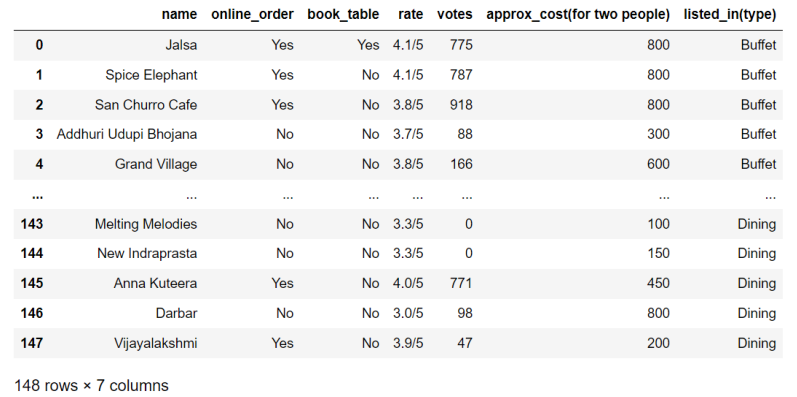 name online_order book_table rate votes approx_cost(for two people) listed_in(type)
0 Jalsa Yes Yes 4.1/5 775 800 Buffet
1 Spice Elephant Yes No 4.1/5 787 800 Buffet
2 San Churro Cafe Yes No 3.8/5 918 800 Buffet
3 Addhuri Udupi Bhojana No No 3.7/5 88 300 Buffet
4 Grand Village No No 3.8/5 166 600 Buffet
... ... ... ... ... ... ... ...
143 Melting Melodies No No 3.3/5 0 100 Dining
144 New Indraprasta No No 3.3/5 0 150 Dining
145 Anna Kuteera Yes No 4.0/5 771 450 Dining
146 Darbar No No 3.0/5 98 800 Dining
147 Vijayalakshmi Yes No 3.9/5 47 200 Dining
148 rows × 7 columns